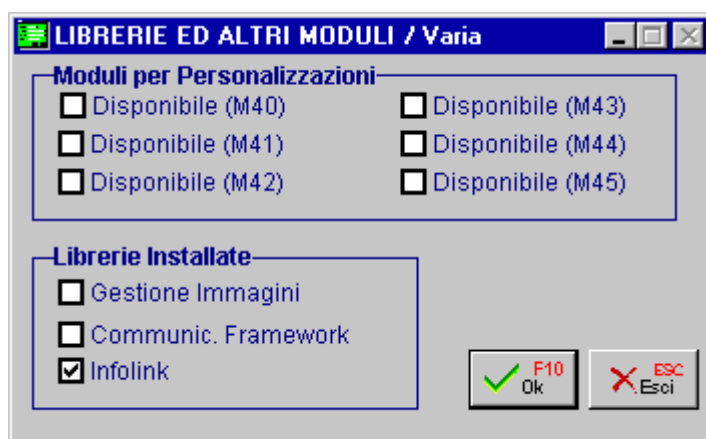 LIBRERIE ED ALTRI MODULI / Varia
Moduli per Personalizzazioni
Disponibile (M40) Disponibile (M43)
Disponibile (M41) Disponibile (M44)
Disponibile (M42) Disponibile (M45)
Librerie Installate
Gestione Immagini
Communic. Framework
Infolink
F10 ESC
Ok Esci